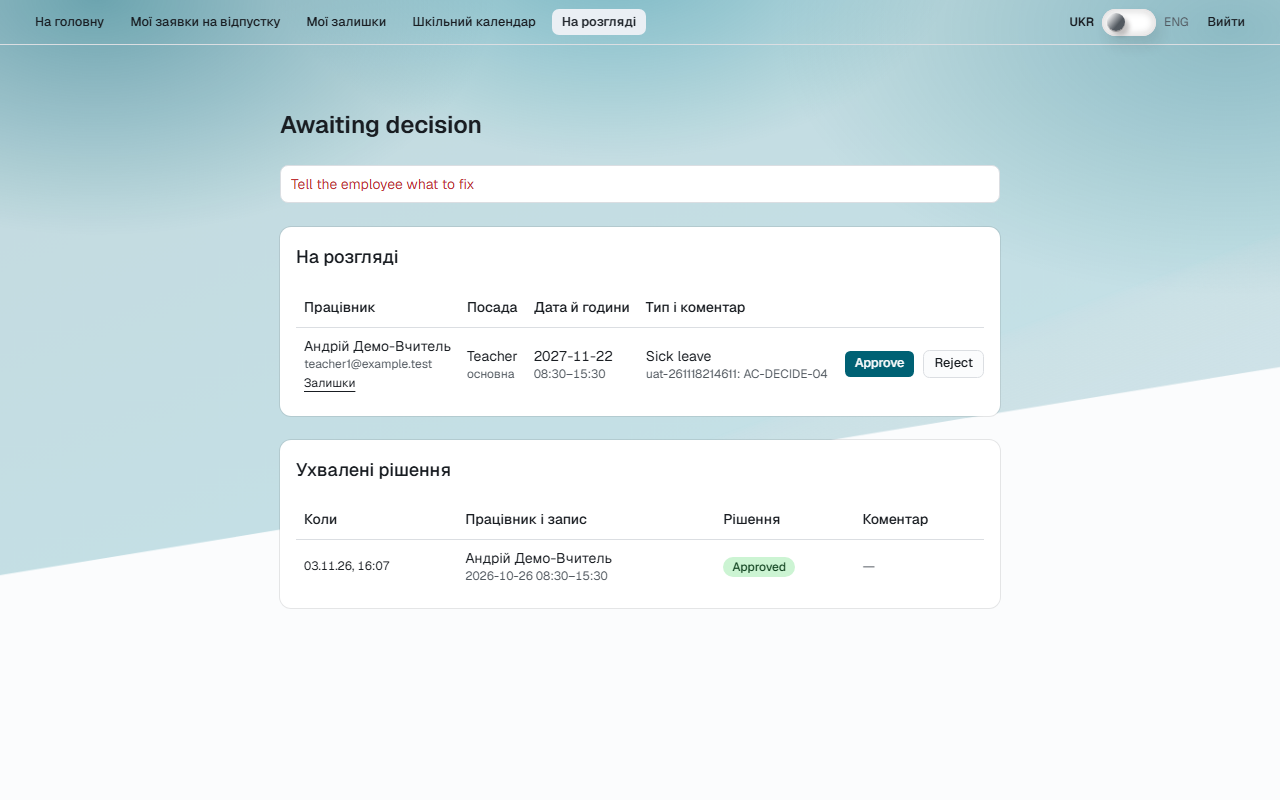 На головну
Мої заявки на відпустку
Мої залишки
Шкільний календар
На розгляді
UKR
ENG
Вийти
Awaiting decision
Tell the employee what to fix
На розгляді
Працівник
Посада
Дата й години
Тип і коментар
Андрій Демо-Вчитель
teacher1@example.test
Залишки
Teacher
основна
2027-11-22
08:30–15:30
Sick leave
uat-261118214611: AC-DECIDE-04
Approve
Reject
Ухвалені рішення
Коли
Працівник і запис
Рішення
Коментар
03.11.26, 16:07
Андрій Демо-Вчитель
2026-10-26 08:30–15:30
Approved
—